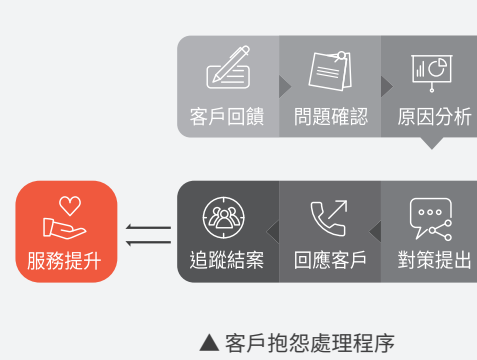 客戶回饋
問題確認
原因分析
服務提升
追蹤結案
回應客戶
對策提出
▲ 客戶抱怨處理程序